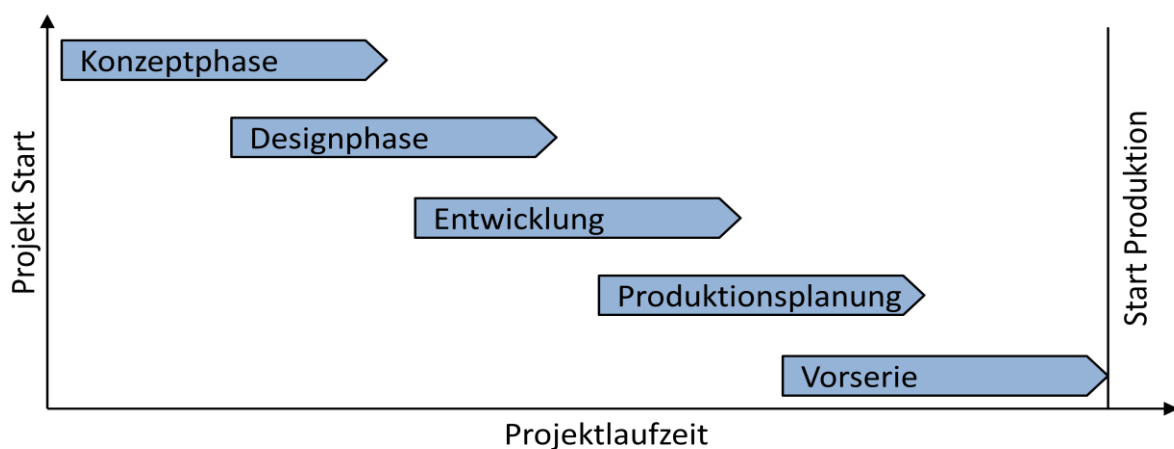 Projekt Start
Konzeptphase
Designphase
Entwicklung
Produktionsplanung
Vorserie
Start Produktion
Projektlaufzeit